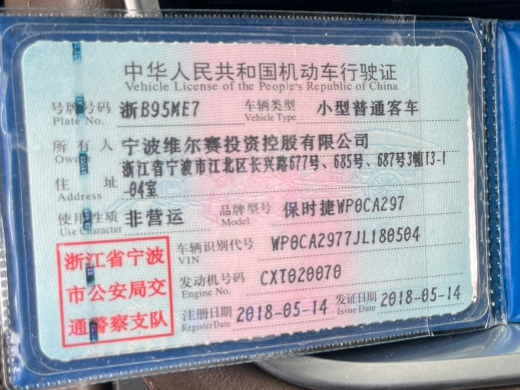 中华人民共和国机动车行驶证
Vehicle License of the People's Republic of China
号牌号码 浙B95ME7 车辆类型 小型普通客车
Plate No. Vehicle Type
所有人 宁波维尔赛投资控股有限公司
Owner
浙江省宁波市江北区长兴路677号、685号、687号3幢13-1
住址 -04室
Address
使用性质 非营运 品牌型号 保时捷WP0CA297
Use Character Model
车辆识别代号 WP0CA2977JL180504
VIN
发动机号码 CXT020070
Engine No.
浙江省宁波
市公安局交
通警察支队
注册日期 2018-05-14 发证日期 2018-05-14
Register Date Issue Date